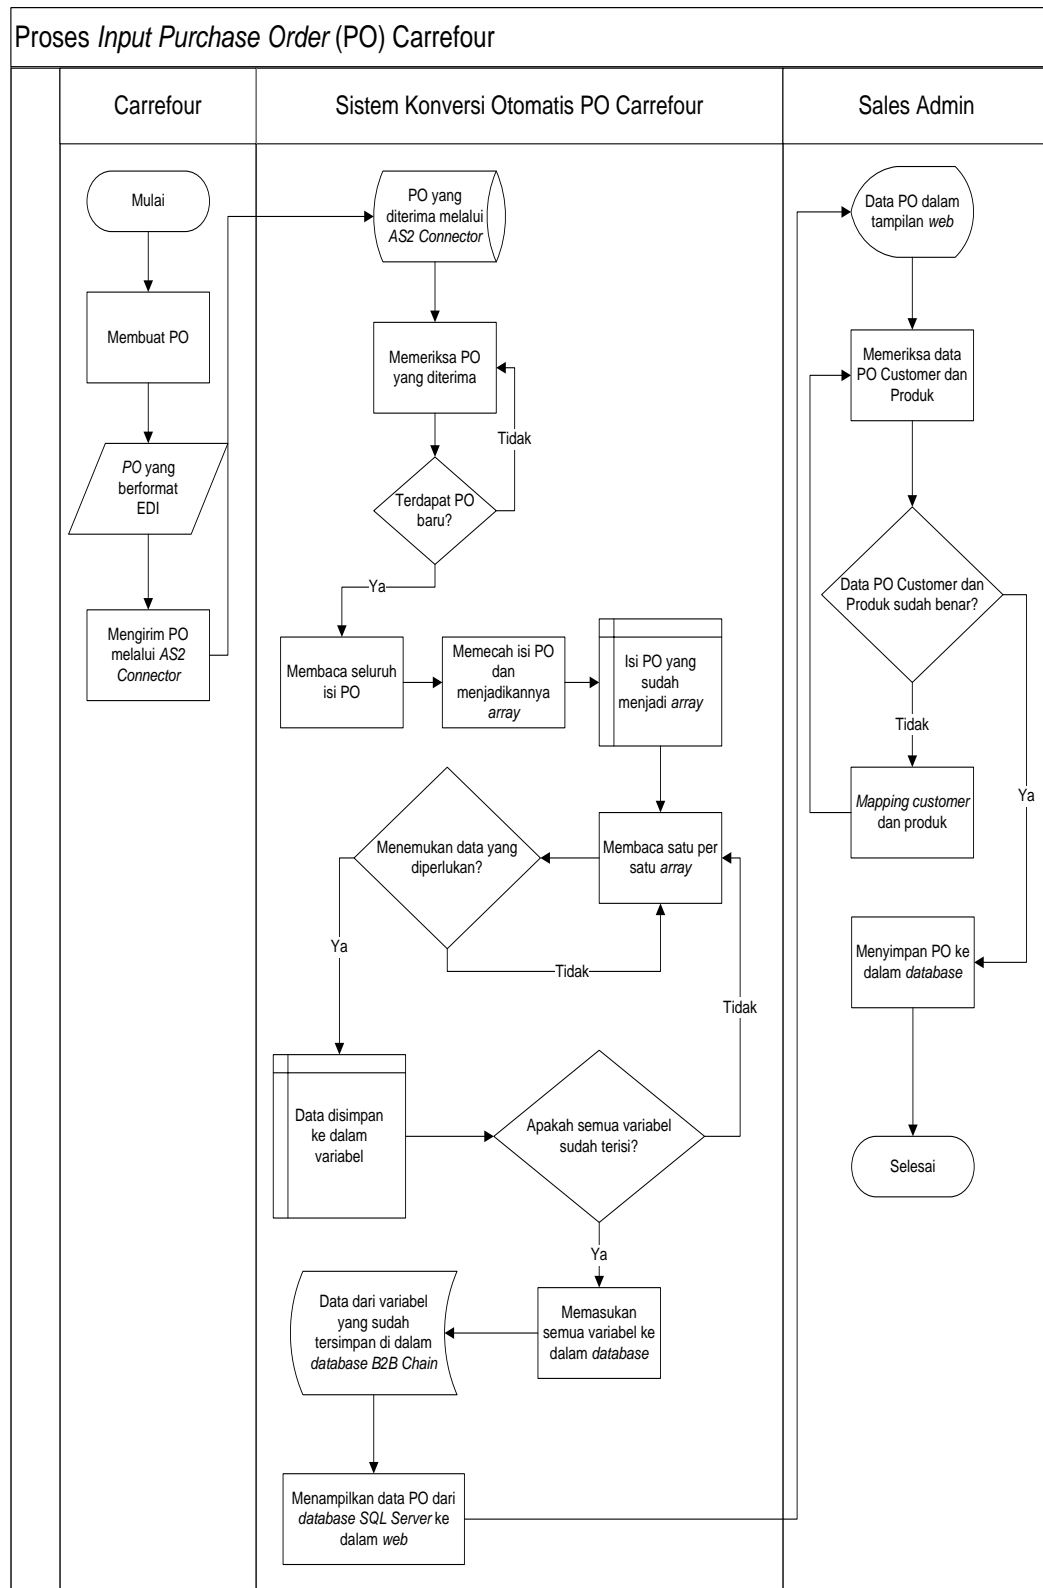 Proses Input Purchase Order (PO) Carrefour
Carrefour
Sistem Konversi Otomatis PO Carrefour
Sales Admin
Mulai
Membuat PO
PO yang
berformat
EDI
Mengirim PO
melalui AS2
Connector
PO yang
diterima melalui
AS2 Connector
Memeriksa PO
yang diterima
Tidak
Terdapat PO
baru?
Ya
Membaca seluruh
isi PO
Memecah isi PO
dan
menjadikannya
array
Isi PO yang
sudah
menjadi array
Membaca satu per
satu array
Menemukan data yang
diperlukan?
Ya
Tidak
Tidak
Data disimpan
ke dalam
variabel
Apakah semua variabel
sudah terisi?
Ya
Memasukan
semua variabel ke
dalam database
Data dari variabel
yang sudah
tersimpan di dalam
database B2B Chain
Menampilkan data PO dari
database SQL Server ke
dalam web
Data PO dalam
tampilan web
Memeriksa data
PO Customer dan
Produk
Data PO Customer dan
Produk sudah benar?
Tidak
Ya
Mapping customer
dan produk
Menyimpan PO ke
dalam database
Selesai